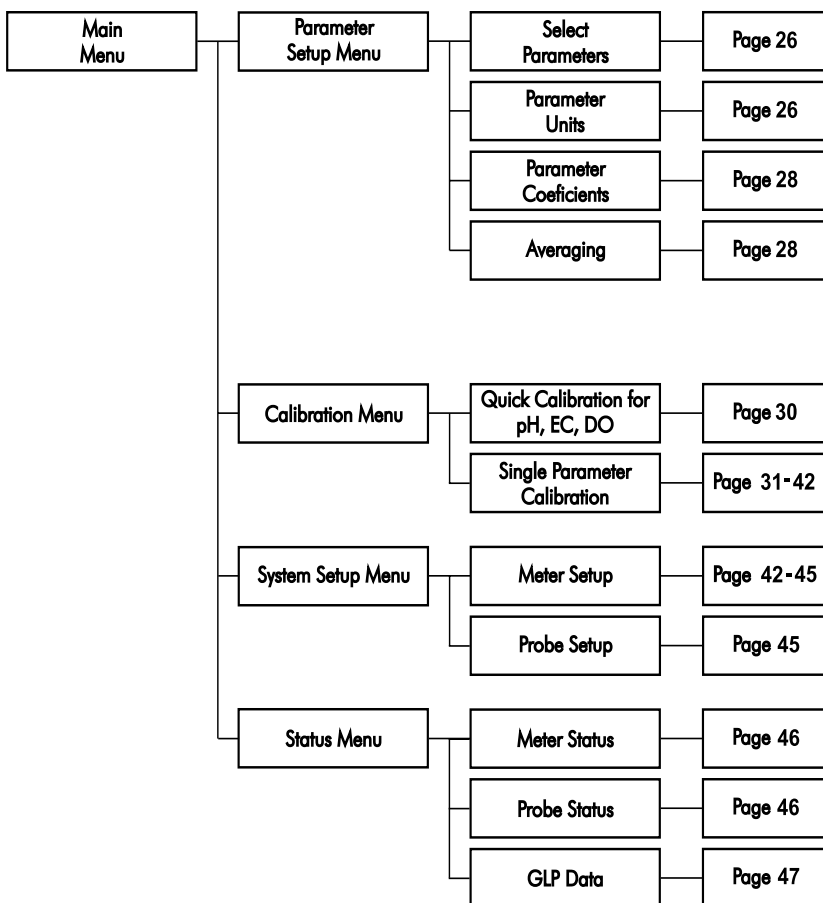 Main
Menu
Parameter
Setup Menu
Select
Parameters
Page 26
Parameter
Units
Page 26
Parameter
Coeficients
Page 28
Averaging
Page 28
Calibration Menu
Quick Calibration for
pH, EC, DO
Page 30
Single Parameter
Calibration
Page 31-42
System Setup Menu
Meter Setup
Page 42-45
Probe Setup
Page 45
Status Menu
Meter Status
Page 46
Probe Status
Page 46
GLP Data
Page 47